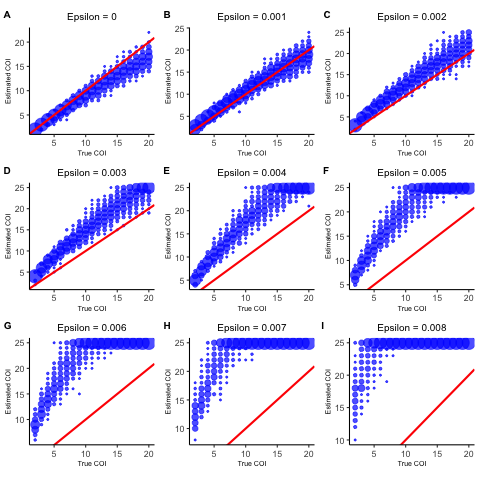 A Epsilon = 0
Estimated COI
20
15
10
5
5 10 15 20
True COI
B Epsilon = 0.001
Estimated COI
25
20
15
10
5
5 10 15 20
True COI
C Epsilon = 0.002
Estimated COI
25
20
15
10
5
5 10 15 20
True COI
D Epsilon = 0.003
Estimated COI
25
20
15
10
5
5 10 15 20
True COI
E Epsilon = 0.004
Estimated COI
25
20
15
10
5
5 10 15 20
True COI
F Epsilon = 0.005
Estimated COI
25
20
15
10
5
5 10 15 20
True COI
G Epsilon = 0.006
Estimated COI
25
20
15
10
5 10 15 20
True COI
H Epsilon = 0.007
Estimated COI
25
20
15
10
5 10 15 20
True COI
I Epsilon = 0.008
Estimated COI
25
20
15
10
5 10 15 20
True COI